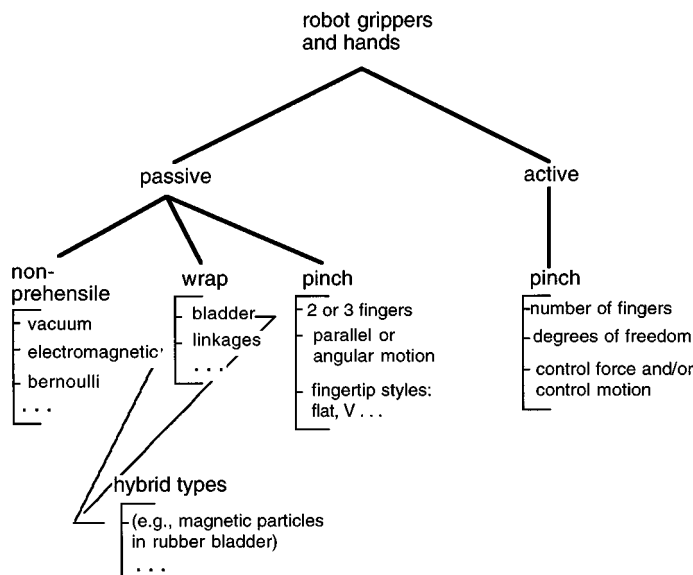 robot grippers
and hands
passive
active
non-
prehensile
vacuum
electromagnetic
bernoulli
. . .
wrap
bladder
linkages
. . .
pinch
2 or 3 fingers
parallel or
angular motion
fingertip styles:
flat, V . . .
pinch
number of fingers
degrees of freedom
control force and/or
control motion
hybrid types
(e.g., magnetic particles
in rubber bladder)
. . .